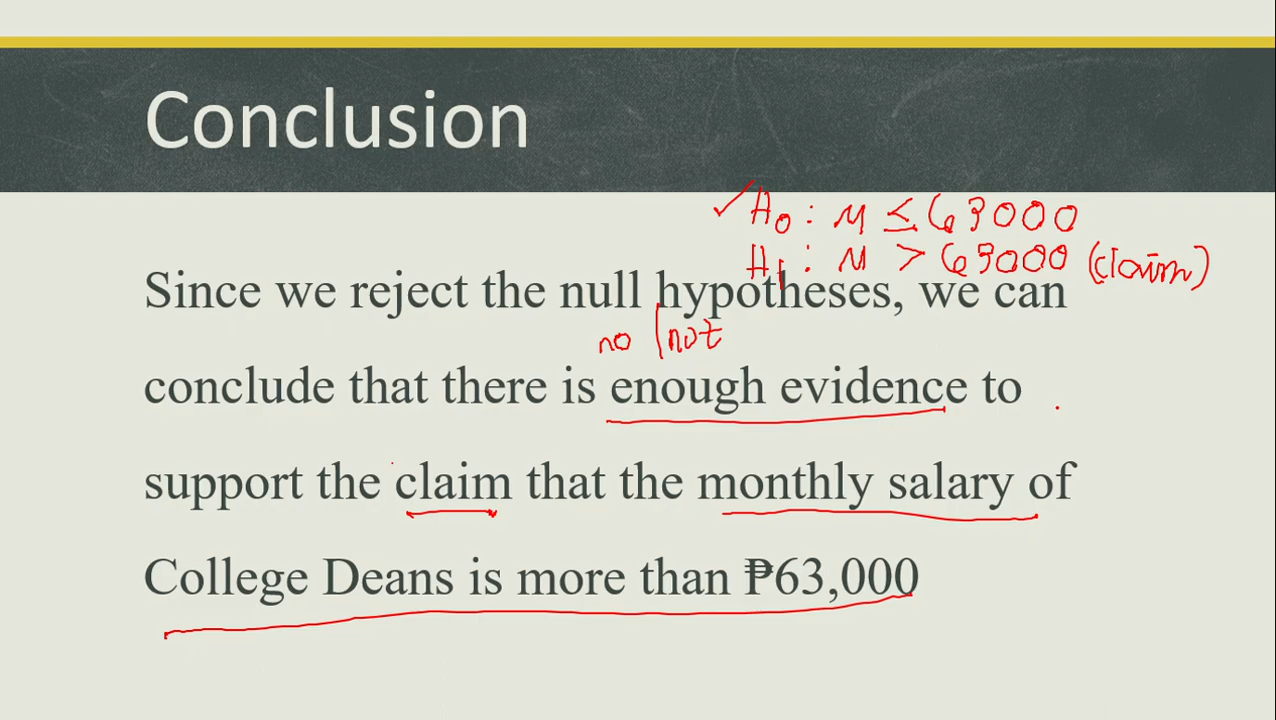 Conclusion
✓ H₀ : μ ≤ 63000
H₁ : μ > 63000 (claim)
Since we reject the null hypotheses, we can
no / not
conclude that there is enough evidence to
support the claim that the monthly salary of
College Deans is more than ₱63,000